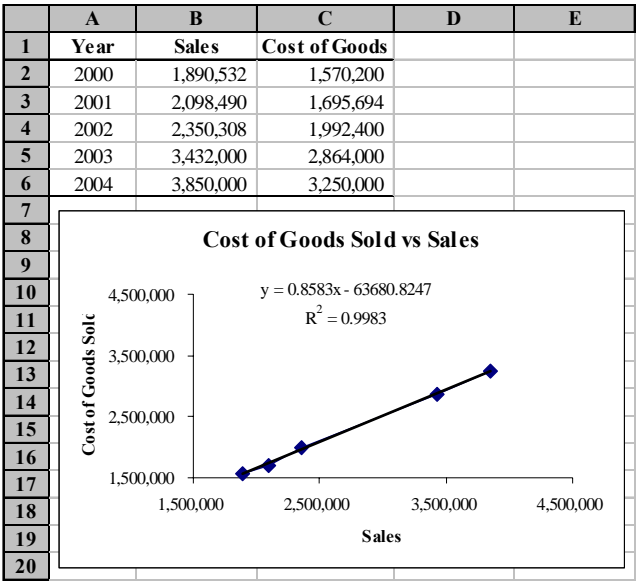 A B C D E
1 Year Sales Cost of Goods
2 2000 1,890,532 1,570,200
3 2001 2,098,490 1,695,694
4 2002 2,350,308 1,992,400
5 2003 3,432,000 2,864,000
6 2004 3,850,000 3,250,000
7
8 Cost of Goods Sold vs Sales
9
10 4,500,000 y = 0.8583x - 63680.8247
11 R² = 0.9983
12
13 3,500,000
14
15 2,500,000
16
17 1,500,000
18 1,500,000 2,500,000 3,500,000 4,500,000
19 Sales
20
Cost of Goods Sol